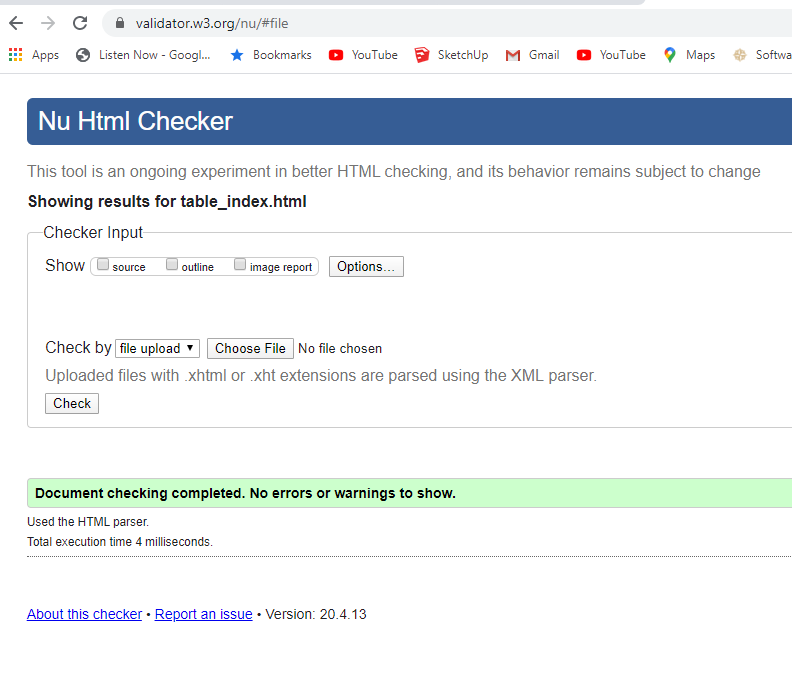 validator.w3.org/nu/#file
Apps Listen Now - Googl... Bookmarks YouTube SketchUp Gmail YouTube Maps Softwa
Nu Html Checker
This tool is an ongoing experiment in better HTML checking, and its behavior remains subject to change
Showing results for table_index.html
Checker Input
Show source outline image report Options...
Check by file upload Choose File No file chosen
Uploaded files with .xhtml or .xht extensions are parsed using the XML parser.
Check
Document checking completed. No errors or warnings to show.
Used the HTML parser.
Total execution time 4 milliseconds.
About this checker • Report an issue • Version: 20.4.13